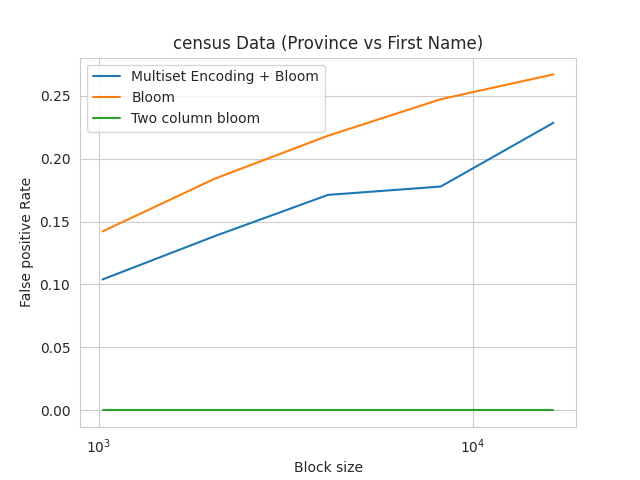 census Data (Province vs First Name)
Multiset Encoding + Bloom
Bloom
Two column bloom
False positive Rate
0.25
0.20
0.15
0.10
0.05
0.00
10³
10⁴
Block size